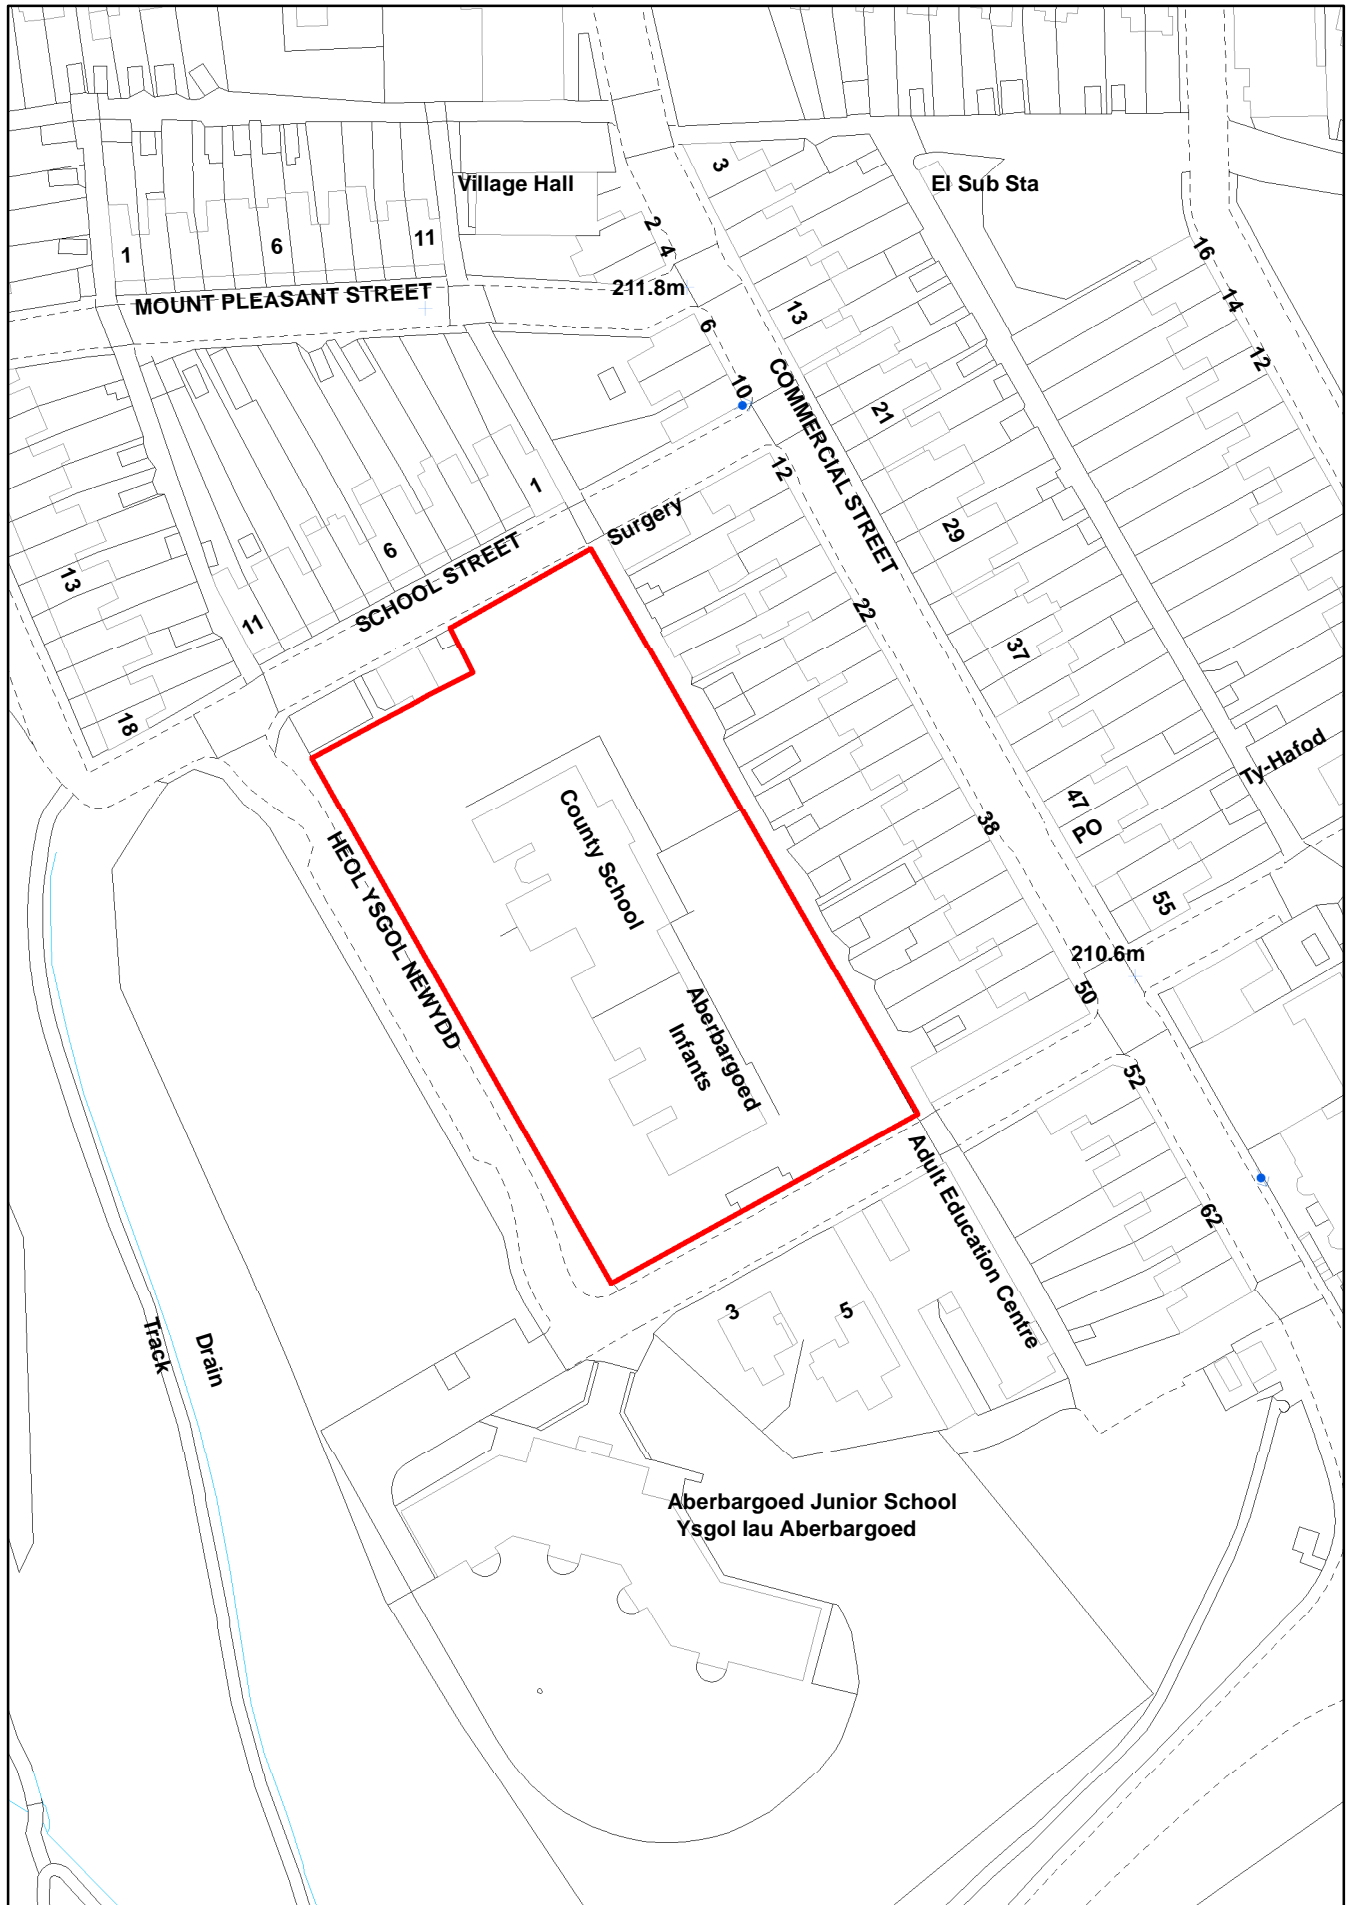 Village Hall
El Sub Sta
3
2
4
1
6
11
16
14
12
MOUNT PLEASANT STREET
211.8m
6
13
10
COMMERCIAL STREET
21
12
1
Surgery
29
6
SCHOOL STREET
13
11
22
37
18
Ty-Hafod
47
PO
38
County School
HEOL YSGOL NEWYDD
55
210.6m
50
Aberbargoed
Infants
52
Adult Education Centre
62
3
5
Track
Drain
Aberbargoed Junior School
Ysgol Iau Aberbargoed